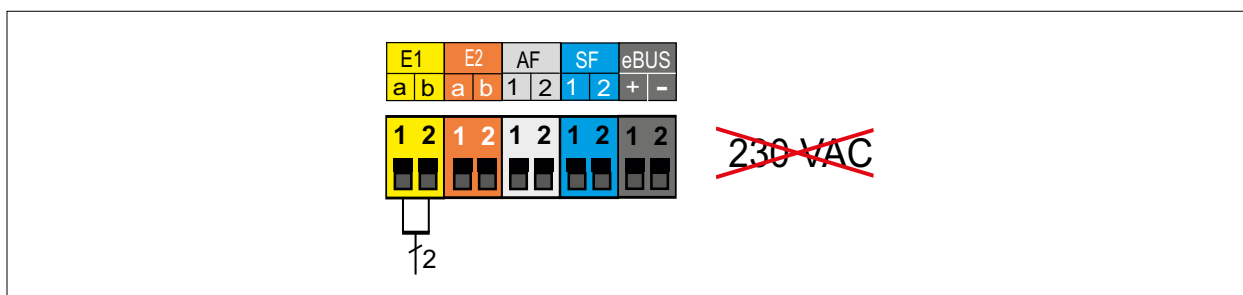 E1 E2 AF SF eBUS
a b a b 1 2 1 2 + -
1 2 1 2 1 2 1 2 1 2
230 VAC
2